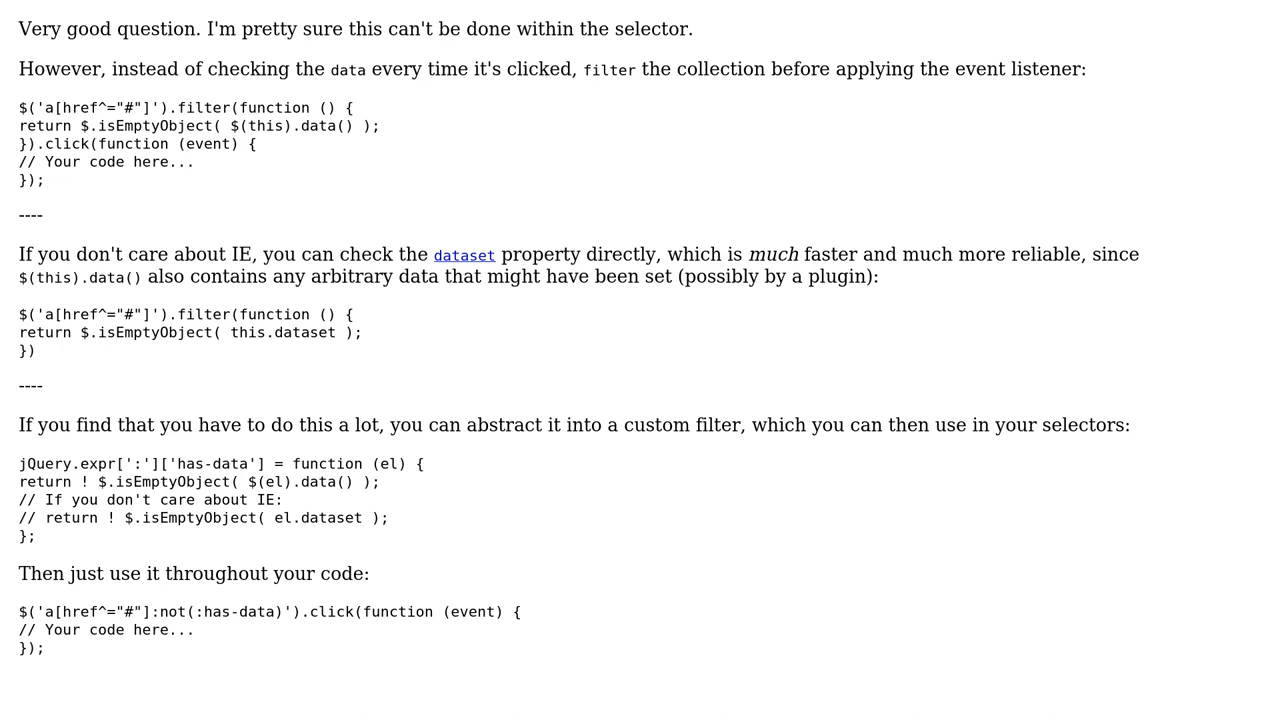 Very good question. I'm pretty sure this can't be done within the selector.
However, instead of checking the data every time it's clicked, filter the collection before applying the event listener:
$('a[href^="#"]').filter(function () {
return $.isEmptyObject( $(this).data() );
}).click(function (event) {
// Your code here...
});
----
If you don't care about IE, you can check the dataset property directly, which is much faster and much more reliable, since
$(this).data() also contains any arbitrary data that might have been set (possibly by a plugin):
$('a[href^="#"]').filter(function () {
return $.isEmptyObject( this.dataset );
})
----
If you find that you have to do this a lot, you can abstract it into a custom filter, which you can then use in your selectors:
jQuery.expr[':']['has-data'] = function (el) {
return ! $.isEmptyObject( $(el).data() );
// If you don't care about IE:
// return ! $.isEmptyObject( el.dataset );
};
Then just use it throughout your code:
$('a[href^="#"]:not(:has-data)').click(function (event) {
// Your code here...
});